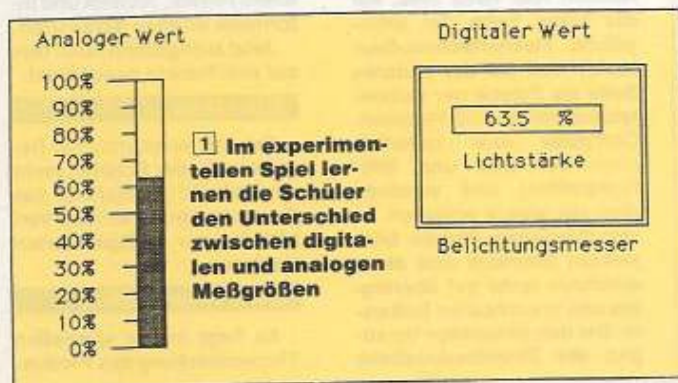 Analoger Wert
100%
90%
80%
70%
60%
50%
40%
30%
20%
10%
0%
1 Im experimen-
tellen Spiel ler-
nen die Schüler
den Unterschied
zwischen digita-
len und analogen
Meßgrößen
Digitaler Wert
63.5 %
Lichtstärke
Belichtungsmesser